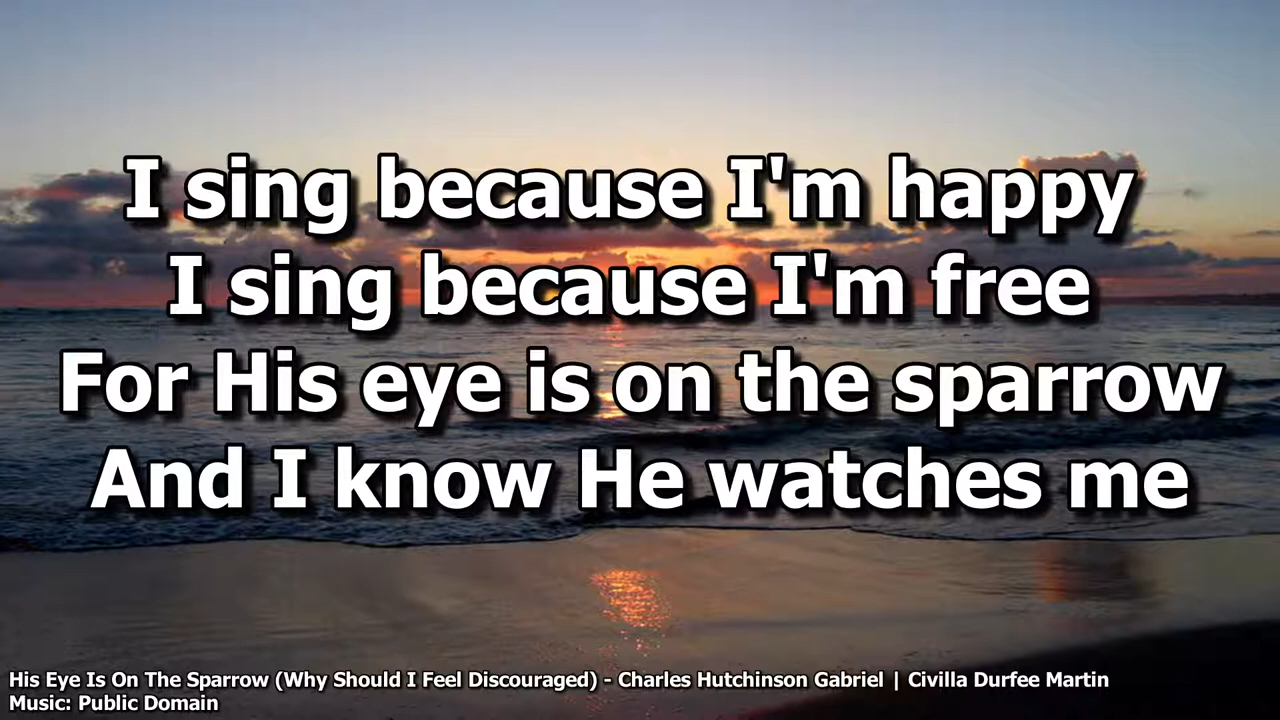 I sing because I'm happy
I sing because I'm free
For His eye is on the sparrow
And I know He watches me
His Eye Is On The Sparrow (Why Should I Feel Discouraged) - Charles Hutchinson Gabriel | Civilla Durfee Martin
Music: Public Domain